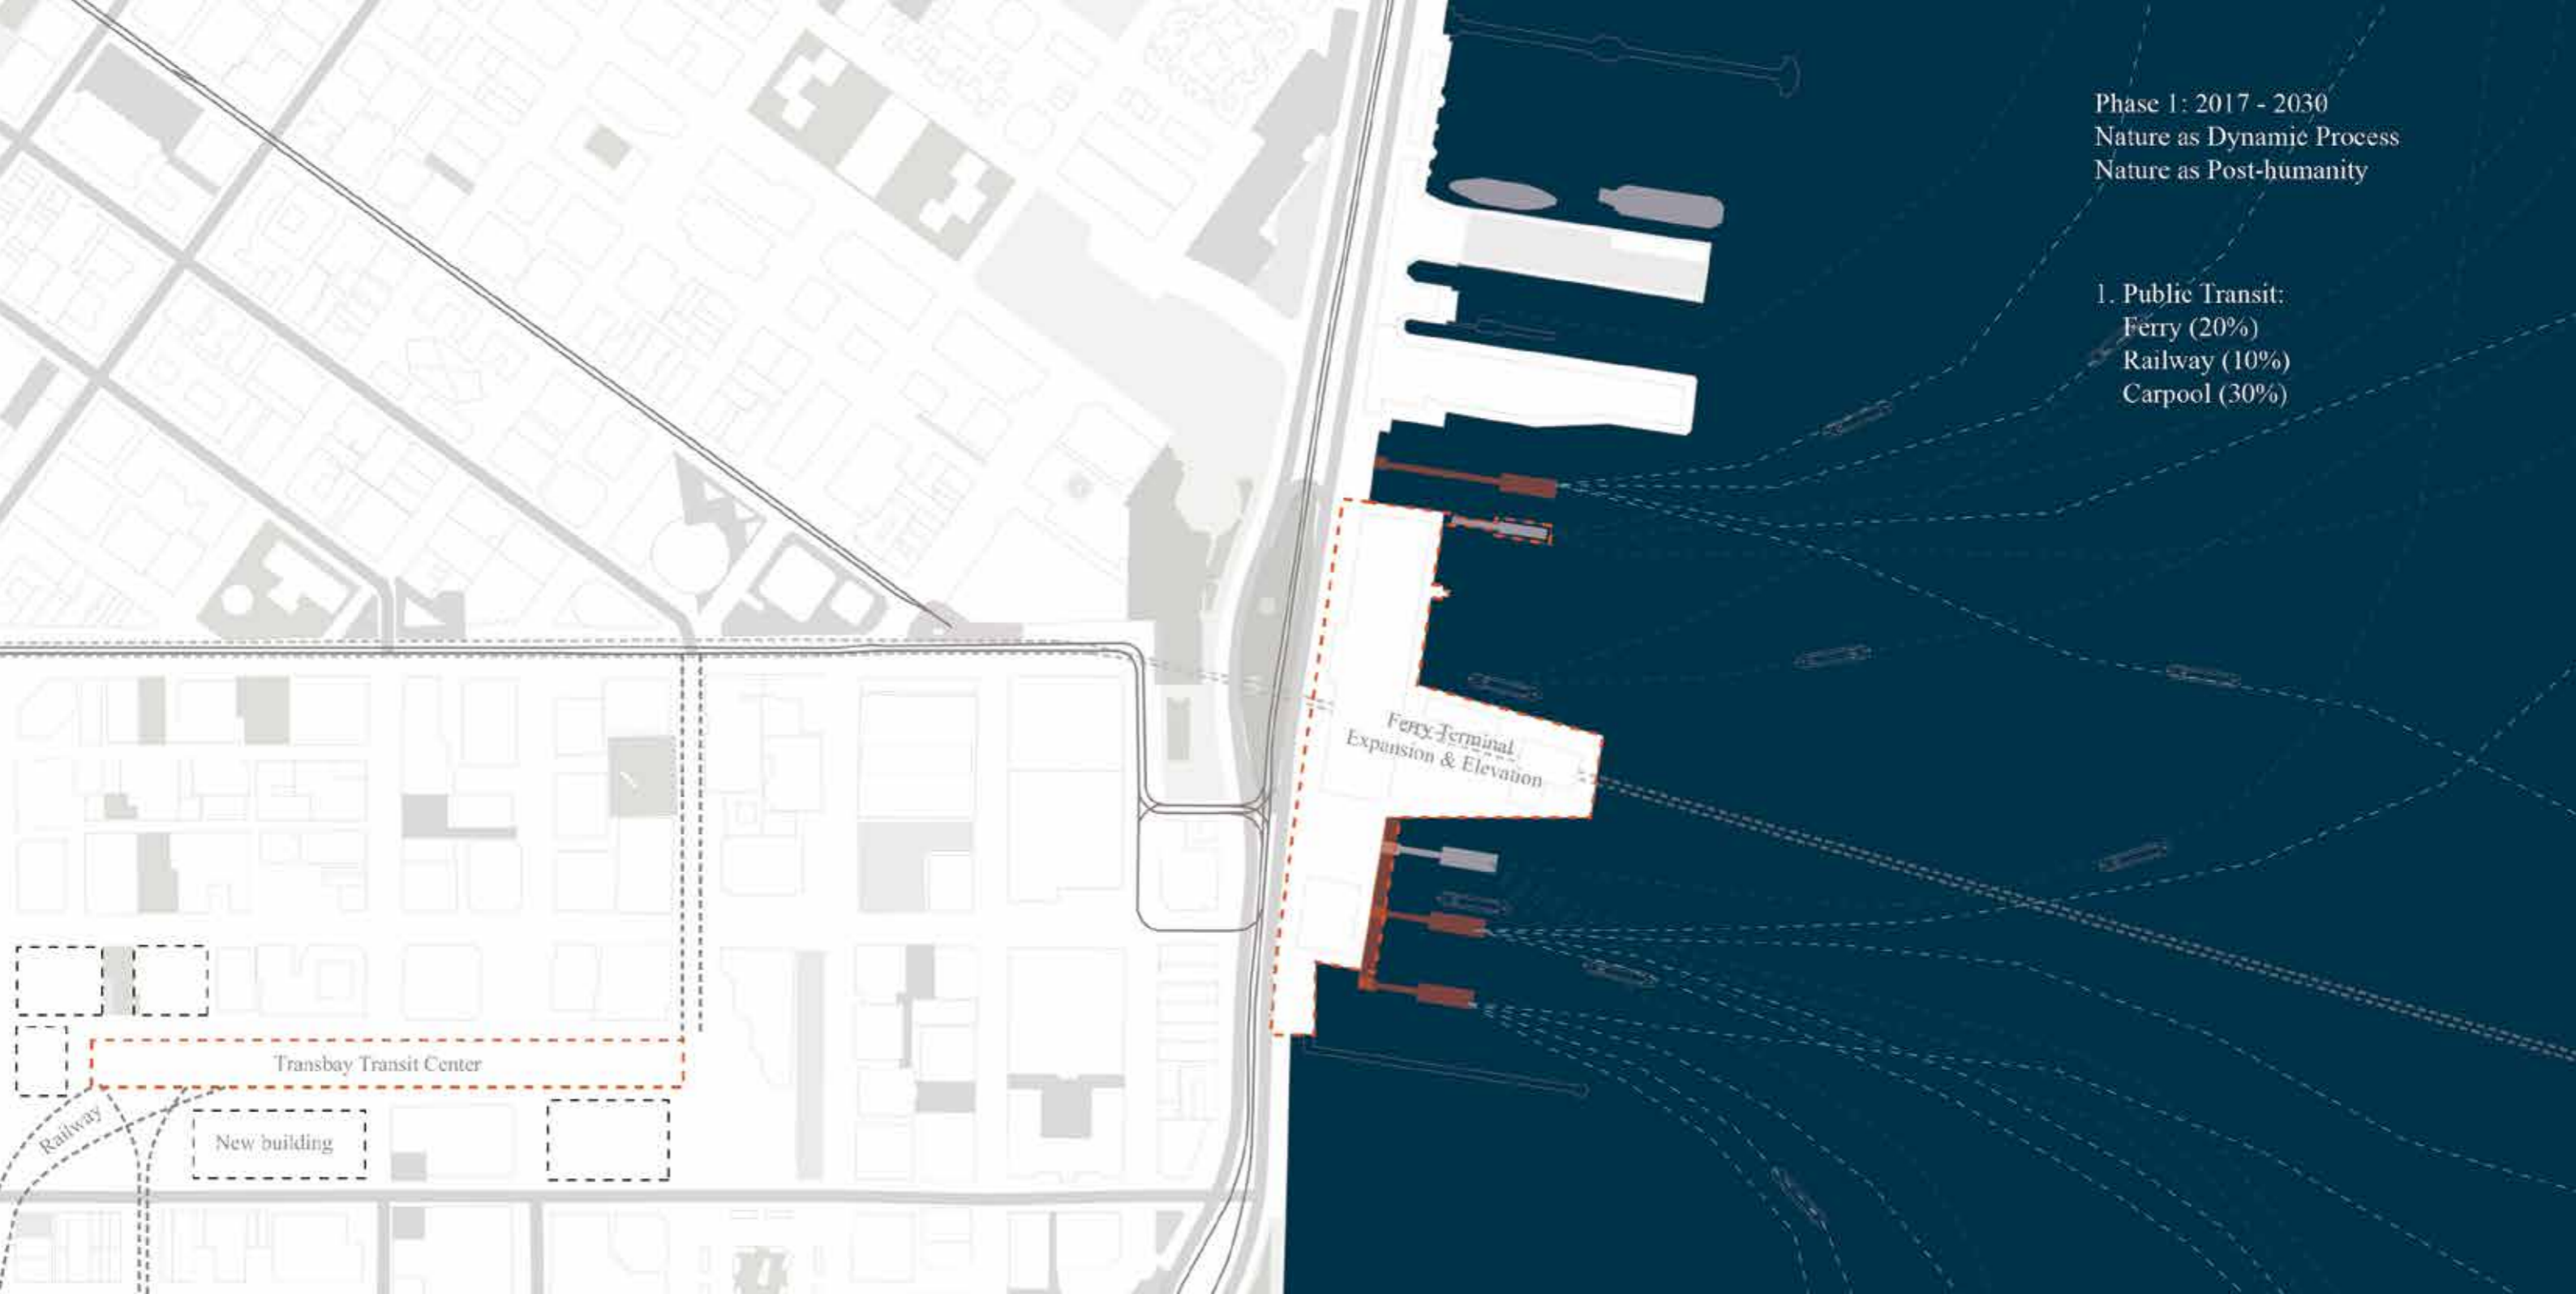 Phase 1: 2017 - 2030
Nature as Dynamic Process
Nature as Post-humanity
1. Public Transit:
Ferry (20%)
Railway (10%)
Carpool (30%)
Ferry Terminal
Expansion & Elevation
Transbay Transit Center
Railway
New building